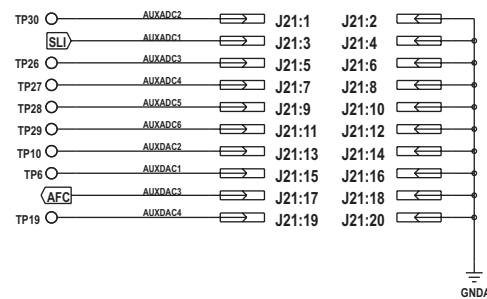 TP30 AUXADC2 J21:1 J21:2
SLI AUXADC1 J21:3 J21:4
TP26 AUXADC3 J21:5 J21:6
TP27 AUXADC4 J21:7 J21:8
TP28 AUXADC5 J21:9 J21:10
TP29 AUXADC6 J21:11 J21:12
TP10 AUXDAC2 J21:13 J21:14
TP6 AUXDAC1 J21:15 J21:16
AFC AUXDAC3 J21:17 J21:18
TP19 AUXDAC4 J21:19 J21:20
GNDA